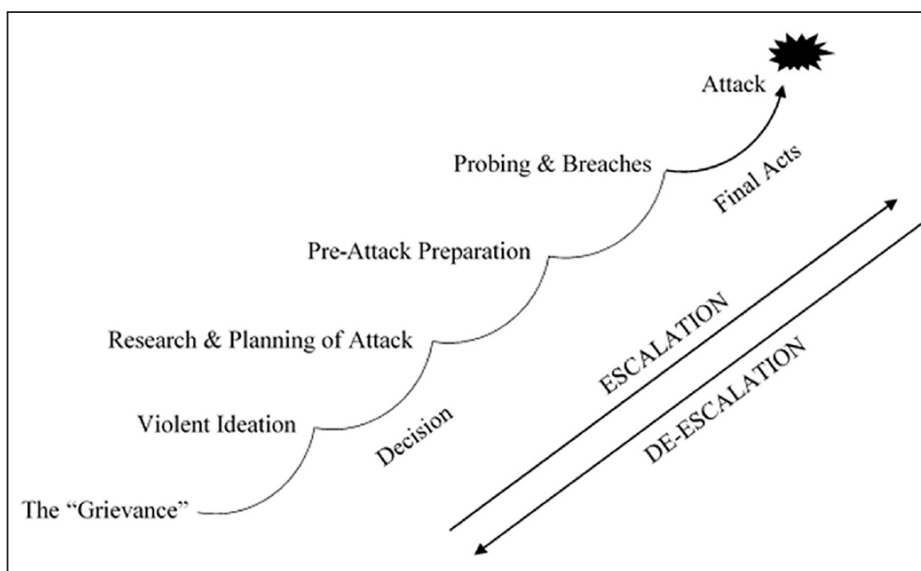 Attack
Probing & Breaches
Final Acts
Pre-Attack Preparation
Research & Planning of Attack
ESCALATION
DE-ESCALATION
Violent Ideation
Decision
The “Grievance”